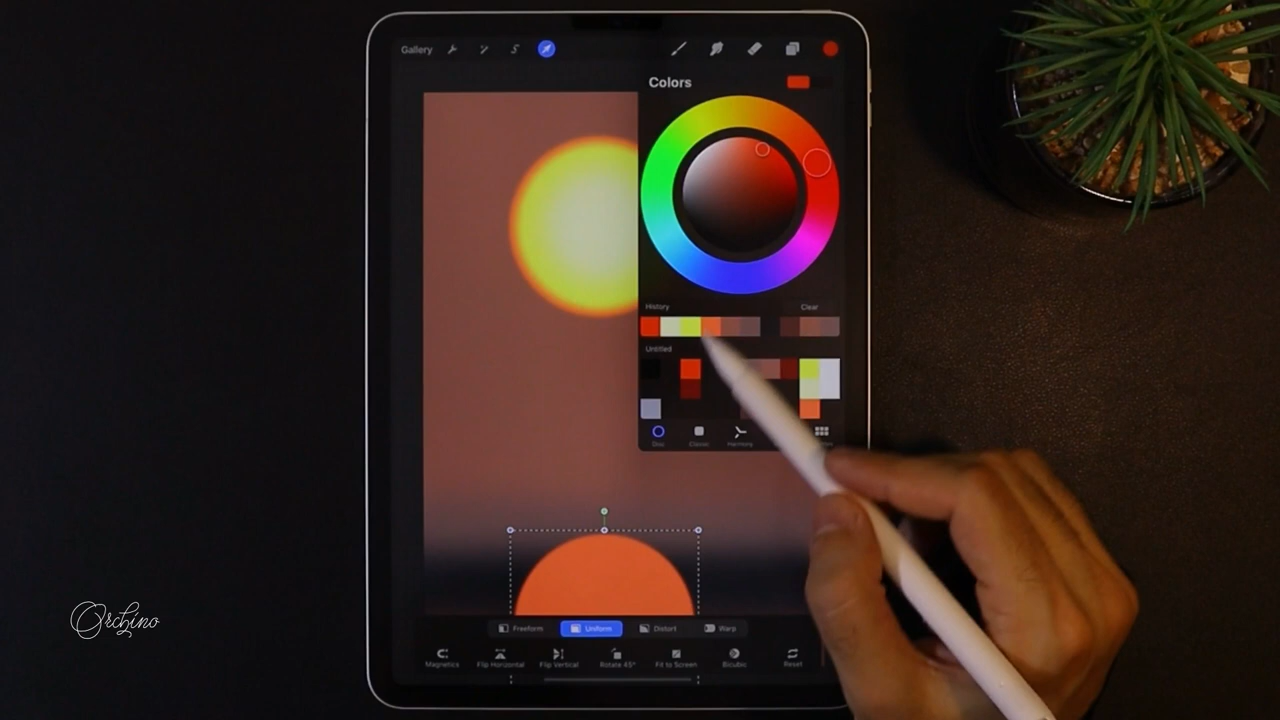 Gallery
Colors
History
Clear
Untitled
Disc
Classic
Harmony
Freeform
Uniform
Distort
Warp
Magnetics
Flip Horizontal
Flip Vertical
Rotate 45°
Fit to Screen
Bicubic
Reset
Orchino